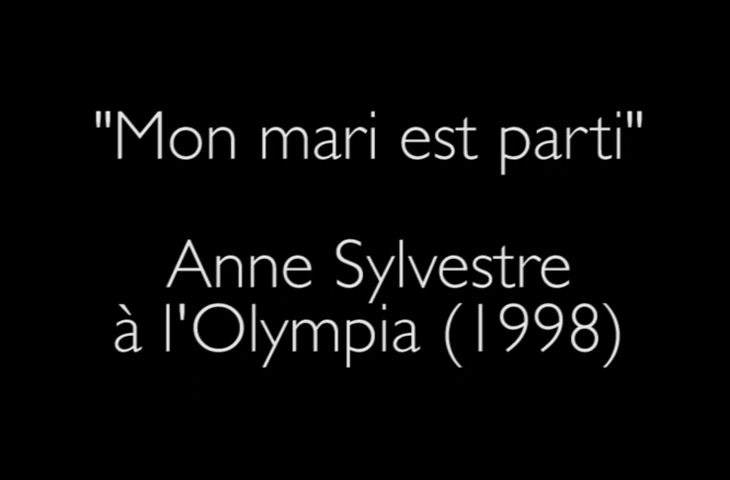 "Mon mari est parti"
Anne Sylvestre
à l'Olympia (1998)